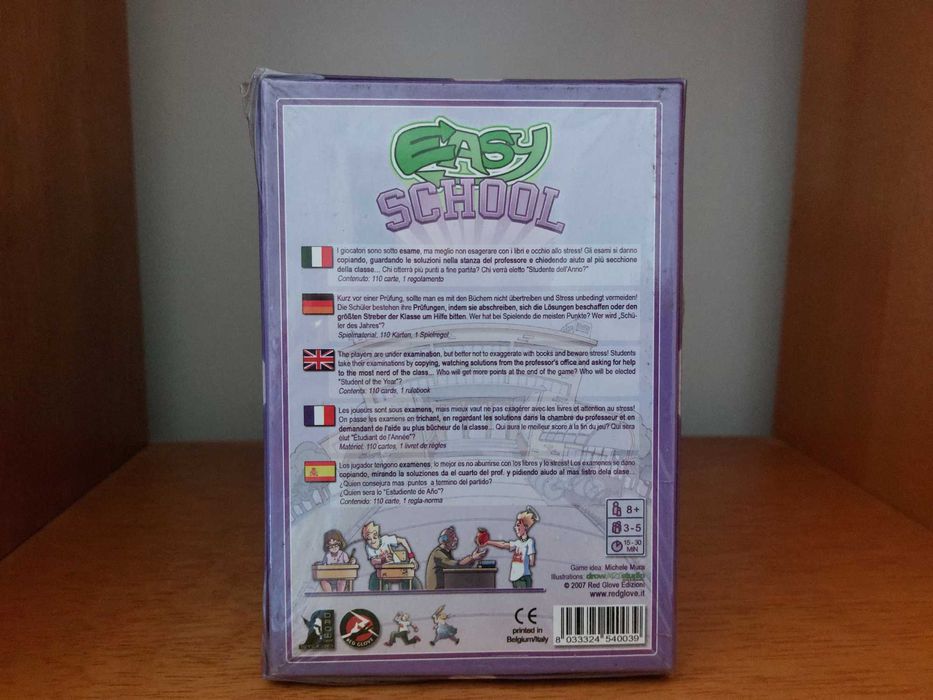 EASY
SCHOOL
I giocatori sono sotto esame, ma meglio non esagerare con i libri e occhio allo stress! Gli esami si danno
copiando, guardando le soluzioni nella stanza del professore e chiedendo aiuto al più secchione
della classe... Chi otterrà più punti a fine partita? Chi verrà eletto "Studente dell'Anno?"
Contenuto: 110 carte, 1 regolamento
Kurz vor einer Prüfung, sollte man es mit den Büchern nicht übertreiben und Stress unbedingt vermeiden!
Die Schüler bestehen ihre Prüfungen, indem sie abschreiben, sich die Lösungen beschaffen oder den
größten Streber der Klasse um Hilfe bitten. Wer hat bei Spielende die meisten Punkte? Wer wird „Schü-
ler des Jahres"?
Spielmaterial: 110 Karten, 1 Spielregel
The players are under examination, but better not to exaggerate with books and beware stress! Students
take their examinations by copying, watching solutions from the professor's office and asking for help
to the most nerd of the class... Who will get more points at the end of the game? Who will be elected
"Student of the Year"?
Contents: 110 cards, 1 rulebook
Les joueurs sont sous examens, mais mieux vaut ne pas exagérer avec les livres et attention au stress!
On passe les examens en trichant, en regardant les solutions dans la chambre du professeur et en
demandant de l'aide au plus bûcheur de la classe... Qui aura le meilleur score à la fin du jeu? Qui sera
élut "Étudiant de l'Année"?
Matériel: 110 cartes, 1 livret de règles
Los jugador tengono examenes, lo mejor es no aburrirse con los libres y lo stress! Los examenes se dano
copiando, mirando la soluziones da el cuarto del prof. y pidiendo aiudo al mas listro dela clase...
¿Quien consejura mas puntos a termino del partido?
¿Quien sera lo "Estudiente de Año"?
Contenido: 110 carte, 1 regla-norma
8+
3-5
15 - 30
MIN
Game idea: Michele Mura
Illustrations: drawlab studio
© 2007 Red Glove Edizioni
www.redglove.it
RED GLOVE
CE
printed in
Belgium/Italy
8 033324 540039